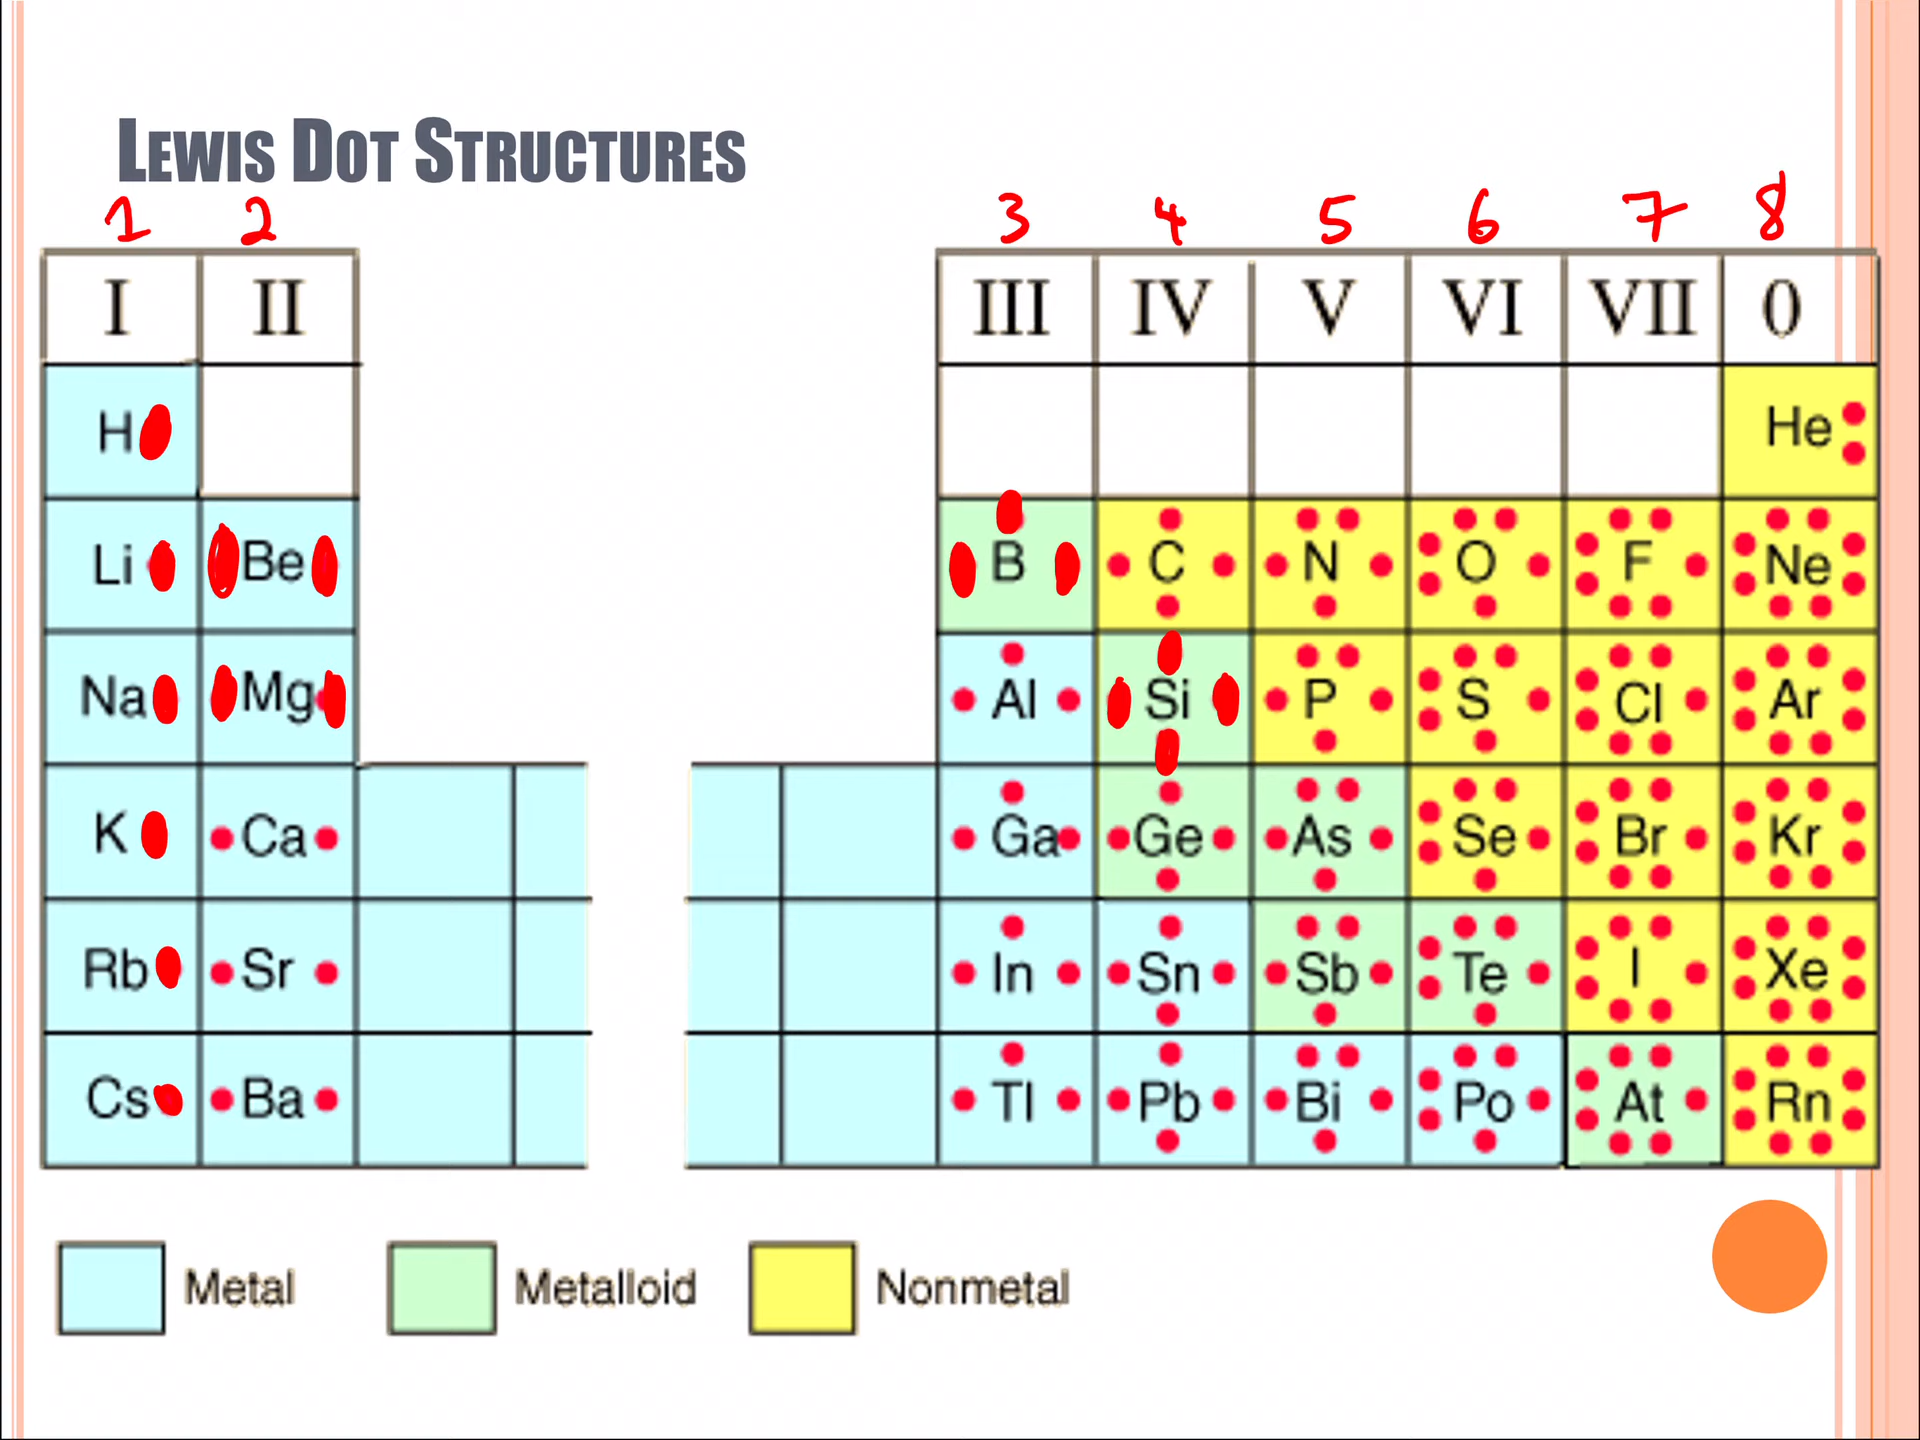 LEWIS DOT STRUCTURES
1 2 3 4 5 6 7 8
I II III IV V VI VII 0
H He
Li Be B C N O F Ne
Na Mg Al Si P S Cl Ar
K Ca Ga Ge As Se Br Kr
Rb Sr In Sn Sb Te I Xe
Cs Ba Tl Pb Bi Po At Rn
Metal Metalloid Nonmetal